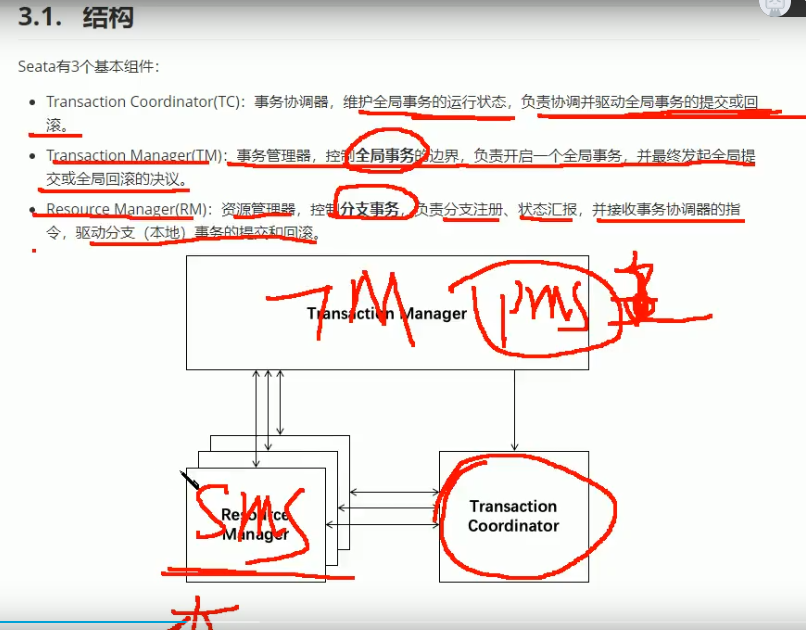 3.1. 结构
Seata有3个基本组件：
Transaction Coordinator(TC)：事务协调器，维护全局事务的运行状态，负责协调并驱动全局事务的提交或回
滚。
Transaction Manager(TM)：事务管理器，控制全局事务的边界，负责开启一个全局事务，并最终发起全局提
交或全局回滚的决议。
Resource Manager(RM)：资源管理器，控制分支事务，负责分支注册、状态汇报，并接收事务协调器的指
令，驱动分支（本地）事务的提交和回滚。
TM
Transaction Manager
pms
sms
Resource
Manager
Transaction
Coordinator